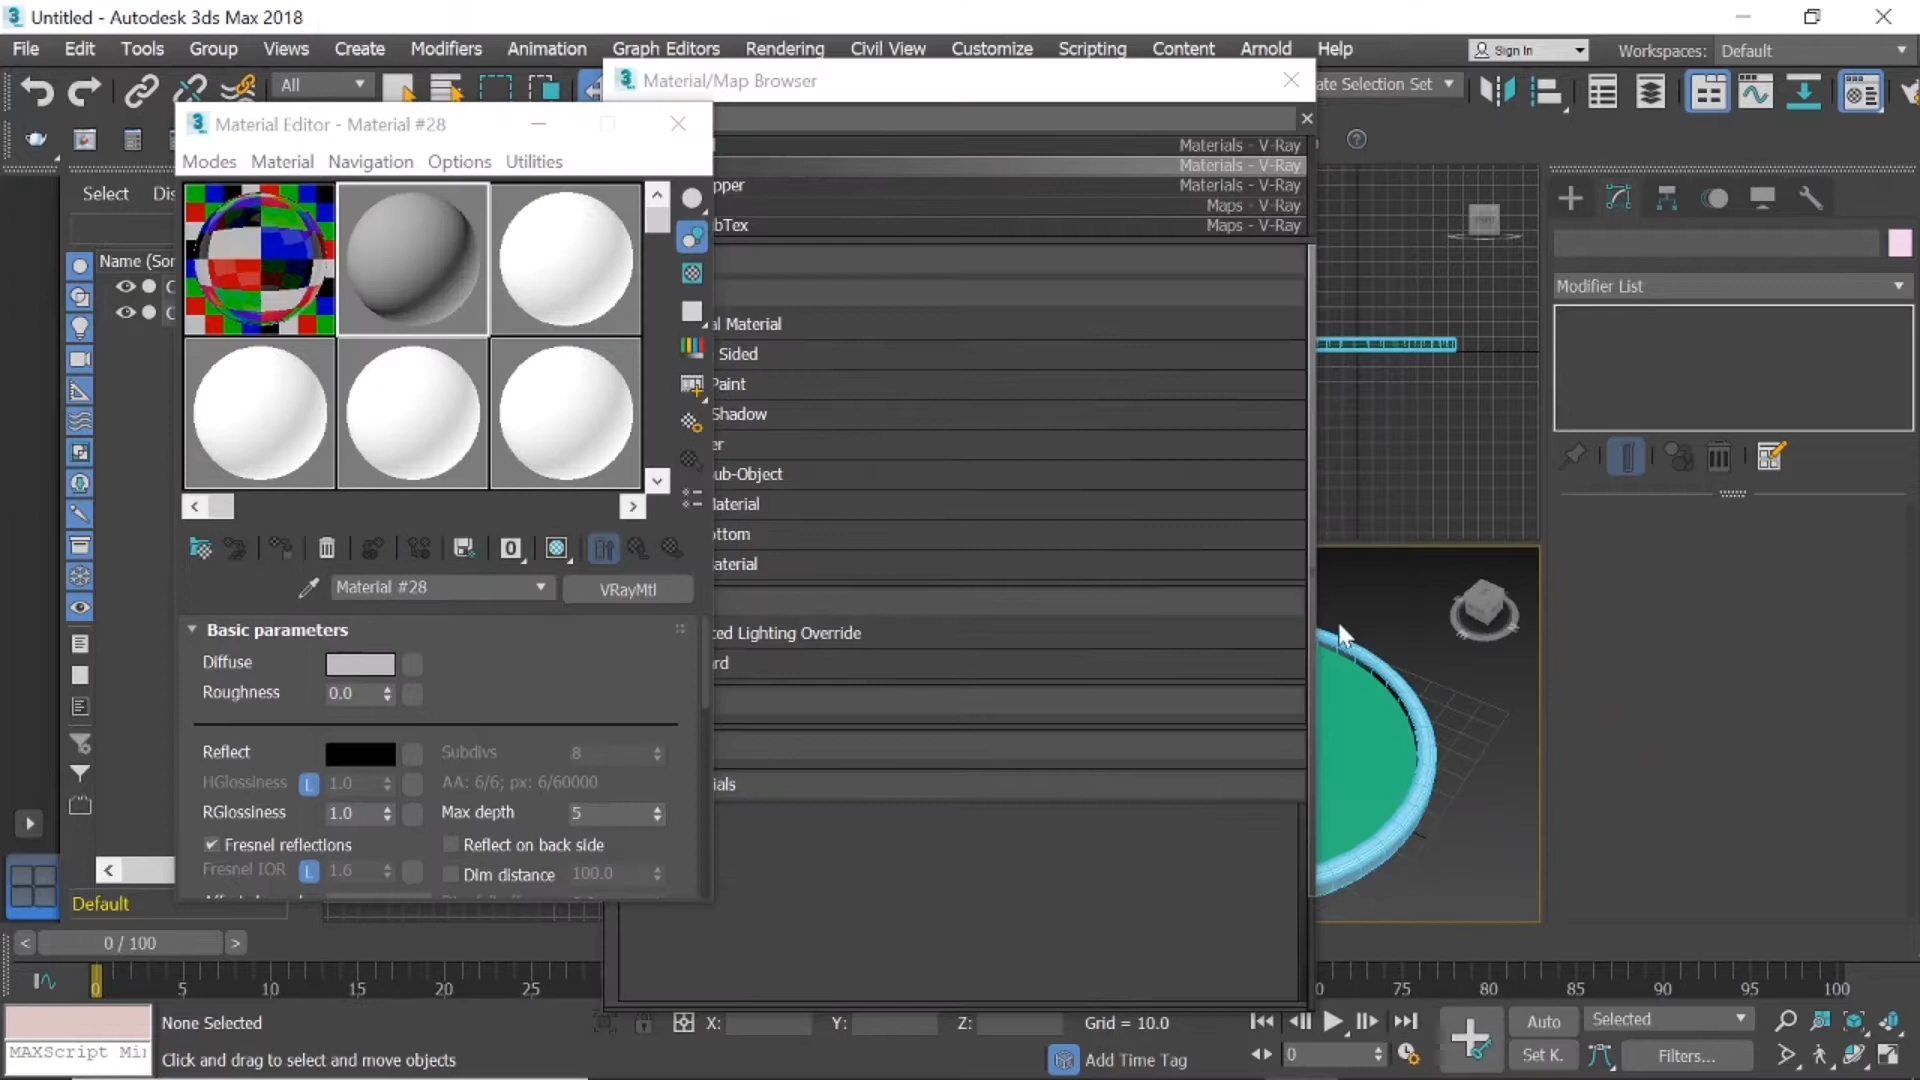 Untitled - Autodesk 3ds Max 2018
File Edit Tools Group Views Create Modifiers Animation Graph Editors Rendering Civil View Customize Scripting Content Arnold Help
Sign In
Workspaces: Default
All
Material/Map Browser
ate Selection Set
Material Editor - Material #28
Modes Material Navigation Options Utilities
Materials - V-Ray
Materials - V-Ray
pper Materials - V-Ray
Maps - V-Ray
bTex Maps - V-Ray
Select
Name (Sor
al Material
Sided
Paint
Shadow
er
ub-Object
Material
ottom
aterial
ced Lighting Override
rd
ials
Modifier List
Material #28
VRayMtl
Basic parameters
Diffuse
Roughness 0.0
Reflect Subdivs 8
HGlossiness L 1.0 AA: 6/6; px: 6/60000
RGlossiness 1.0 Max depth 5
Fresnel reflections Reflect on back side
Fresnel IOR L 1.6 Dim distance 100.0
Default
< 0 / 100 >
0 5 10 15 20 25 0 75 80 85 90 95 100
None Selected
X: Y: Z: Grid = 10.0
Auto
Selected
MAXScript Mi
Click and drag to select and move objects
Add Time Tag
0
Set K.
Filters...